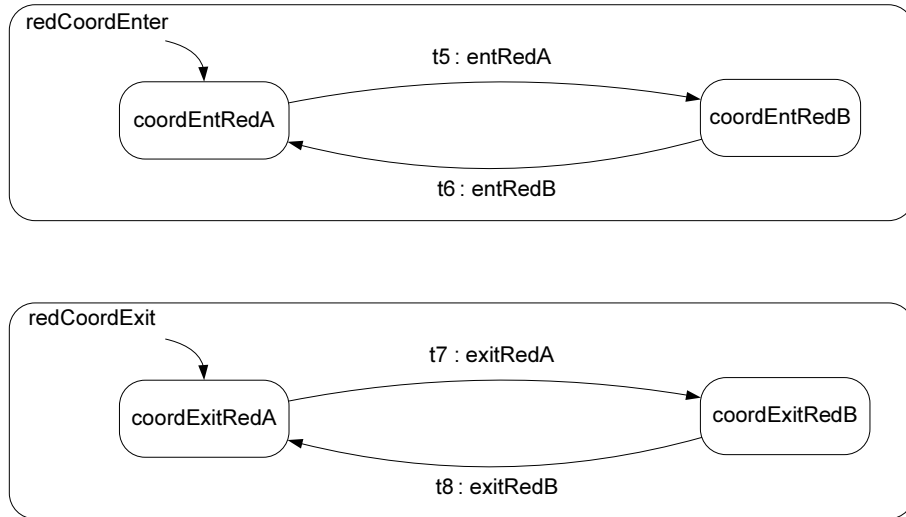 redCoordEnter
t5 : entRedA
coordEntRedA
coordEntRedB
t6 : entRedB
redCoordExit
t7 : exitRedA
coordExitRedA
coordExitRedB
t8 : exitRedB